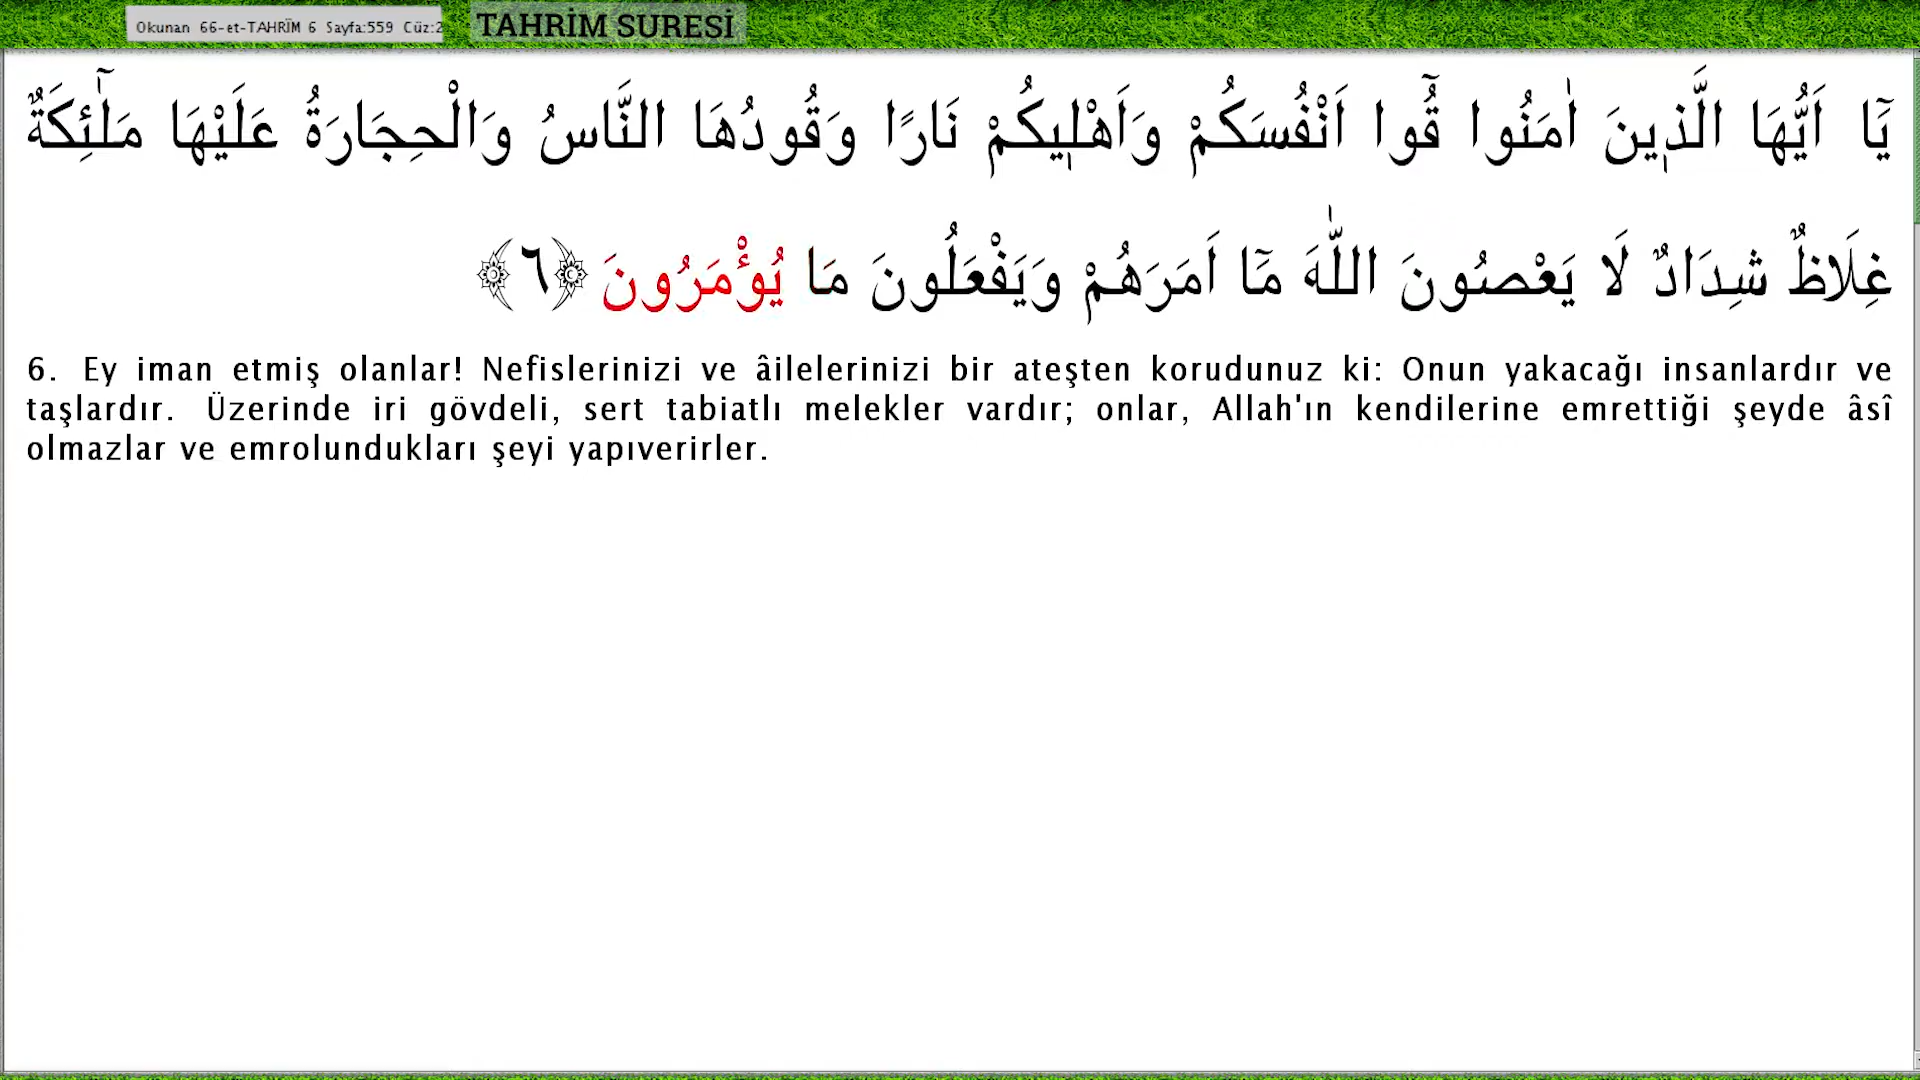 Okunan 66-et-TAHRÎM 6 Sayfa:559 Cüz:2
TAHRİM SURESİ
يَٓا اَيُّهَا الَّذ۪ينَ اٰمَنُوا قُٓوا اَنْفُسَكُمْ وَاَهْل۪يكُمْ نَارًا وَقُودُهَا النَّاسُ وَالْحِجَارَةُ عَلَيْهَا مَلٰٓئِكَةٌ
غِلَاظٌ شِدَادٌ لَا يَعْصُونَ اللّٰهَ مَٓا اَمَرَهُمْ وَيَفْعَلُونَ مَا يُؤْمَرُونَ ﴿٦﴾
6. Ey iman etmiş olanlar! Nefislerinizi ve âilelerinizi bir ateşten korudunuz ki: Onun yakacağı insanlardır ve
taşlardır. Üzerinde iri gövdeli, sert tabiatlı melekler vardır; onlar, Allah'ın kendilerine emrettiği şeyde âsî
olmazlar ve emrolundukları şeyi yapıverirler.